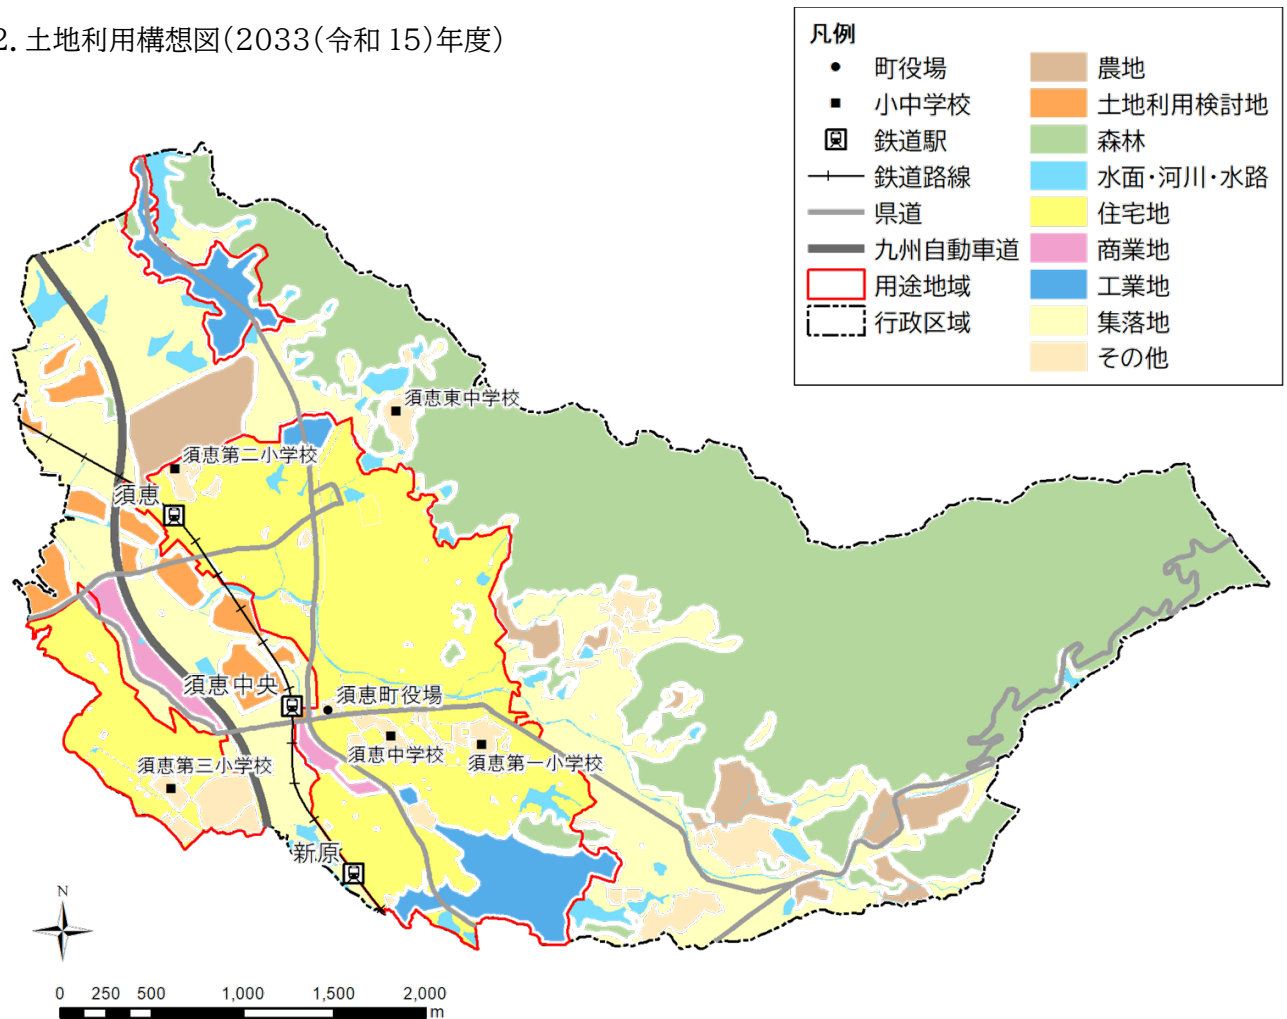 2. 土地利用構想図(2033(令和 15)年度)
凡例
町役場
小中学校
鉄道駅
鉄道路線
県道
九州自動車道
用途地域
行政区域
農地
土地利用検討地
森林
水面・河川・水路
住宅地
商業地
工業地
集落地
その他
須恵東中学校
須恵第二小学校
須恵
須恵中央
須恵町役場
須恵中学校
須恵第一小学校
須恵第三小学校
新原
N
0 250 500 1,000 1,500 2,000
m